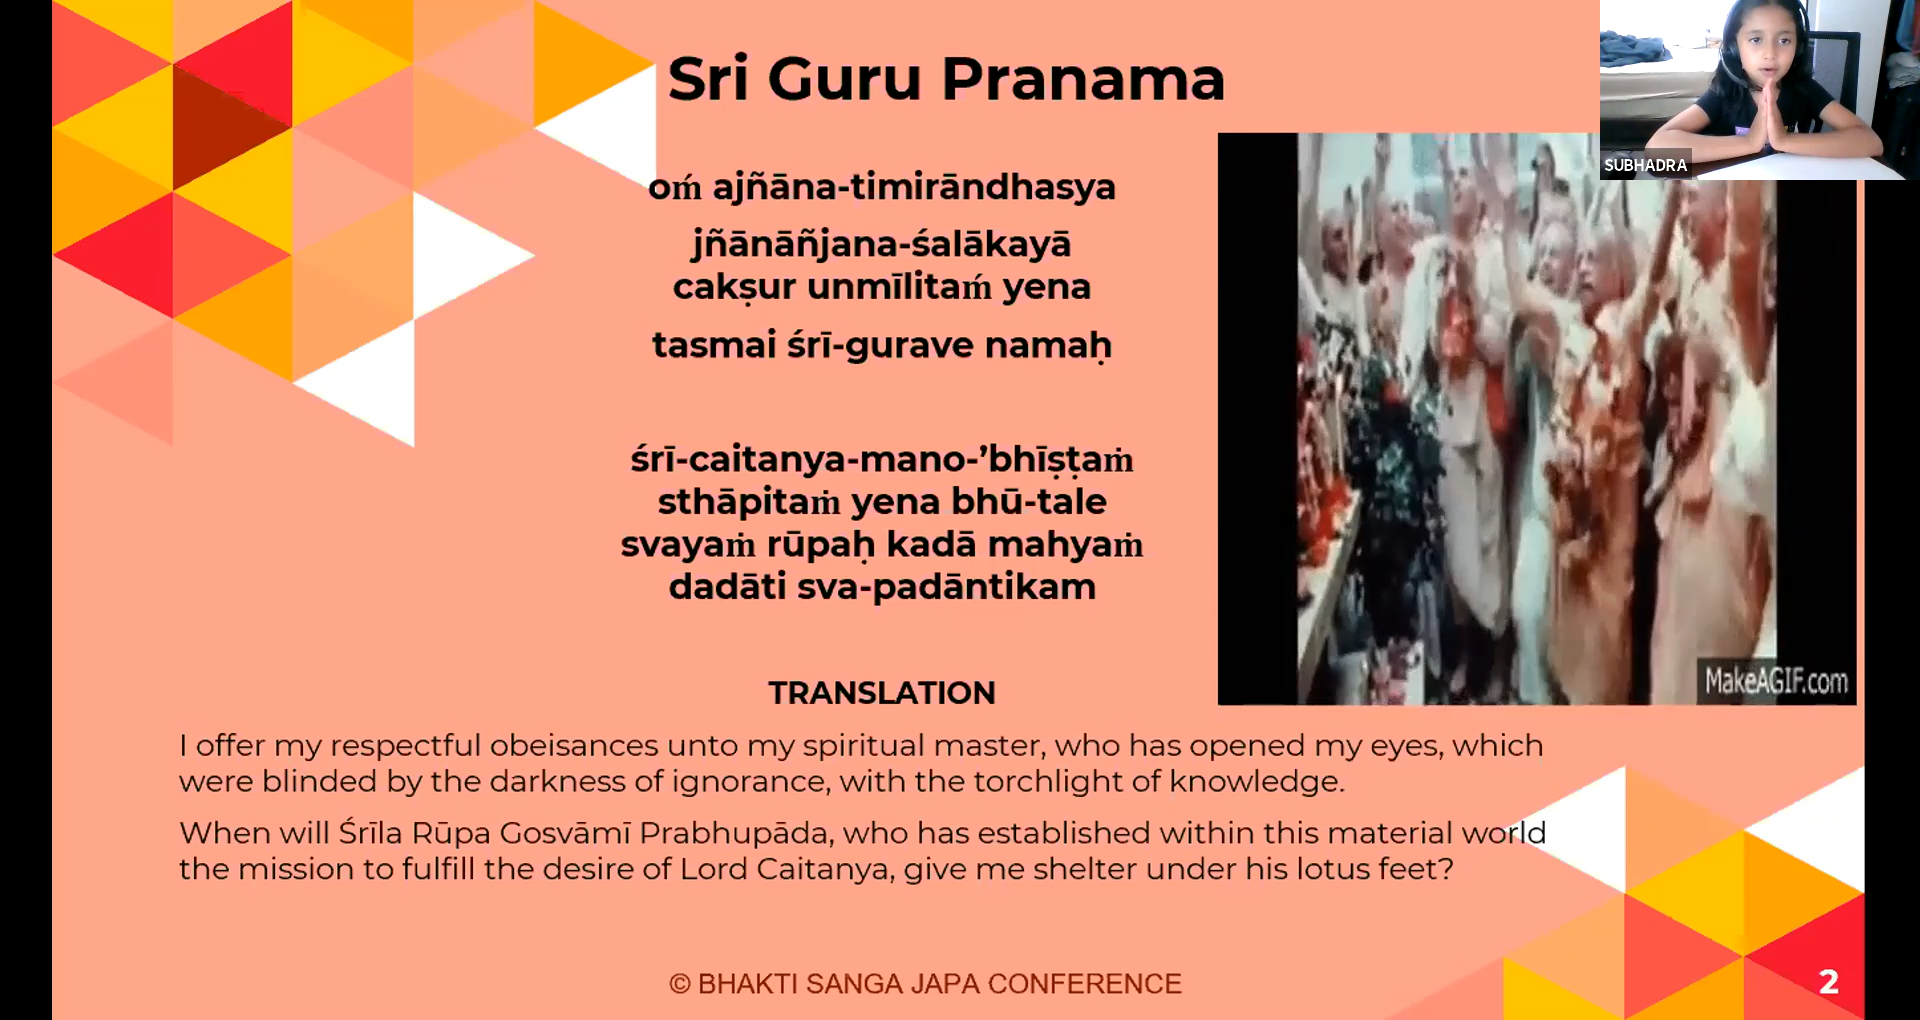 Sri Guru Pranama
SUBHADRA
oḿ ajñāna-timirāndhasya
jñānāñjana-śalākayā
cakṣur unmīlitaḿ yena
tasmai śrī-gurave namaḥ
śrī-caitanya-mano-’bhīṣṭaṁ
sthāpitaṁ yena bhū-tale
svayaṁ rūpaḥ kadā mahyaṁ
dadāti sva-padāntikam
MakeAGIF.com
TRANSLATION
I offer my respectful obeisances unto my spiritual master, who has opened my eyes, which
were blinded by the darkness of ignorance, with the torchlight of knowledge.
When will Śrīla Rūpa Gosvāmī Prabhupāda, who has established within this material world
the mission to fulfill the desire of Lord Caitanya, give me shelter under his lotus feet?
© BHAKTI SANGA JAPA CONFERENCE
2